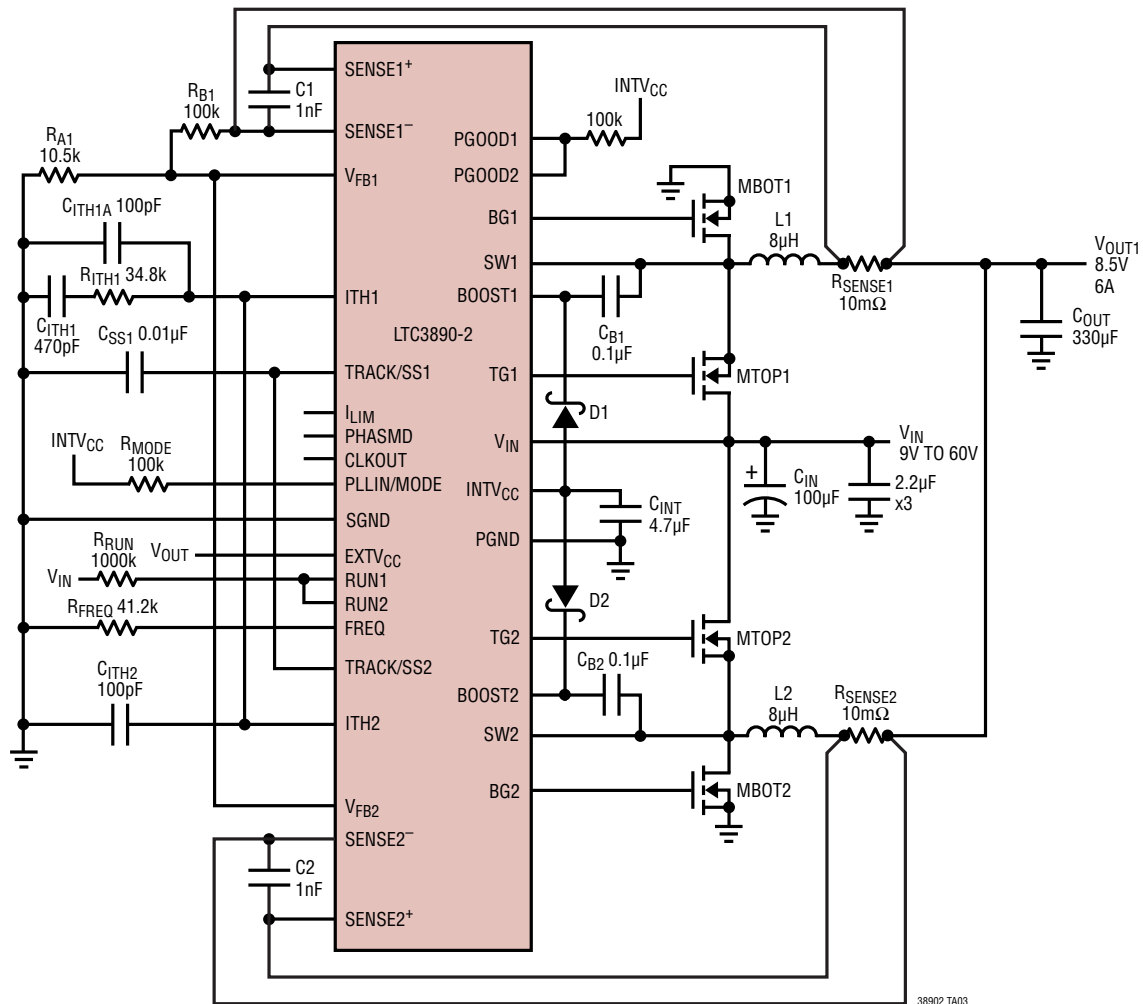 SENSE1+
C1
1nF
RB1
100k
SENSE1–
RA1
10.5k
VFB1
CITH1A 100pF
RITH1 34.8k
ITH1
CITH1
470pF
CSS1 0.01µF
TRACK/SS1
ILIM
PHASMD
CLKOUT
INTVCC
RMODE
100k
PLLIN/MODE
SGND
VOUT
EXTVCC
RRUN
1000k
VIN
RUN1
RUN2
RFREQ 41.2k
FREQ
TRACK/SS2
CITH2
100pF
ITH2
VFB2
SENSE2–
C2
1nF
SENSE2+
LTC3890-2
PGOOD1
PGOOD2
INTVCC
100k
BG1
MBOT1
SW1
L1
8µH
RSENSE1
10mΩ
VOUT1
8.5V
6A
COUT
330µF
BOOST1
CB1
0.1µF
TG1
MTOP1
D1
VIN
VIN
9V TO 60V
CIN
100µF
+
2.2µF
x3
INTVCC
CINT
4.7µF
PGND
D2
TG2
MTOP2
CB2 0.1µF
BOOST2
SW2
L2
8µH
RSENSE2
10mΩ
BG2
MBOT2
38902 TA03